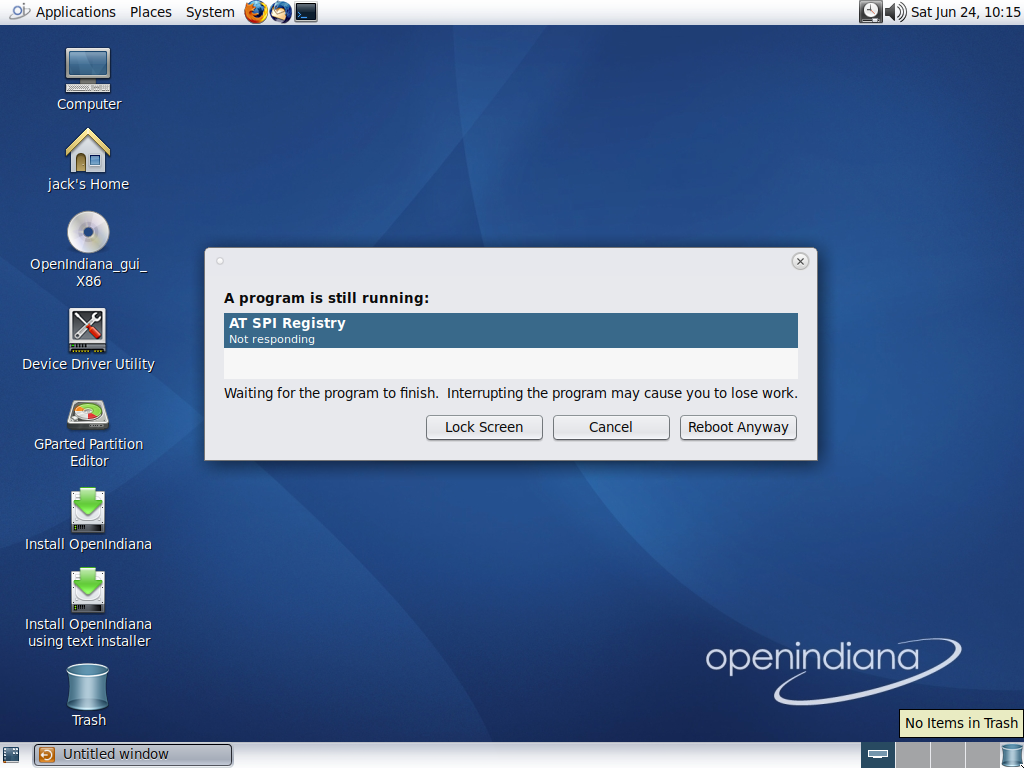 Applications Places System Sat Jun 24, 10:15
Computer
jack's Home
OpenIndiana_gui_
X86
Device Driver Utility
GParted Partition
Editor
Install OpenIndiana
Install OpenIndiana
using text installer
Trash
A program is still running:
AT SPI Registry
Not responding
Waiting for the program to finish. Interrupting the program may cause you to lose work.
Lock Screen Cancel Reboot Anyway
openindiana
No Items in Trash
Untitled window